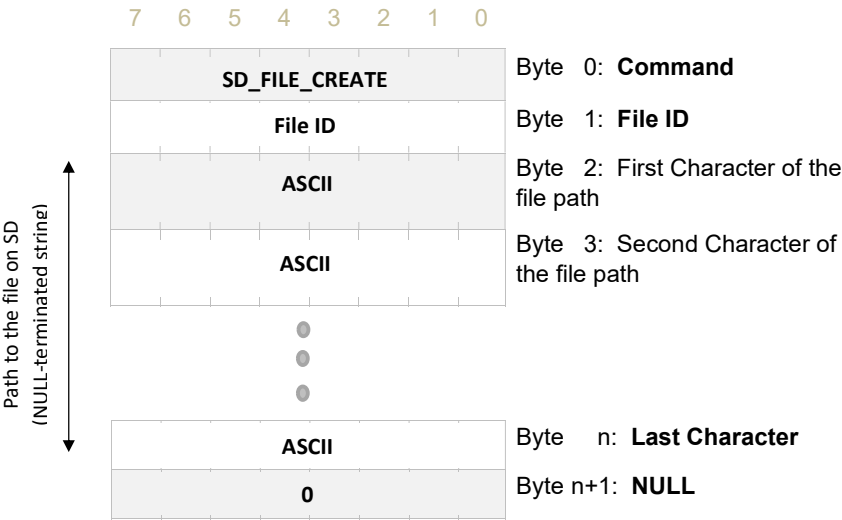 7 6 5 4 3 2 1 0
SD_FILE_CREATE
Byte 0: Command
File ID
Byte 1: File ID
ASCII
Byte 2: First Character of the
file path
ASCII
Byte 3: Second Character of
the file path
Path to the file on SD
(NULL-terminated string)
ASCII
Byte n: Last Character
0
Byte n+1: NULL